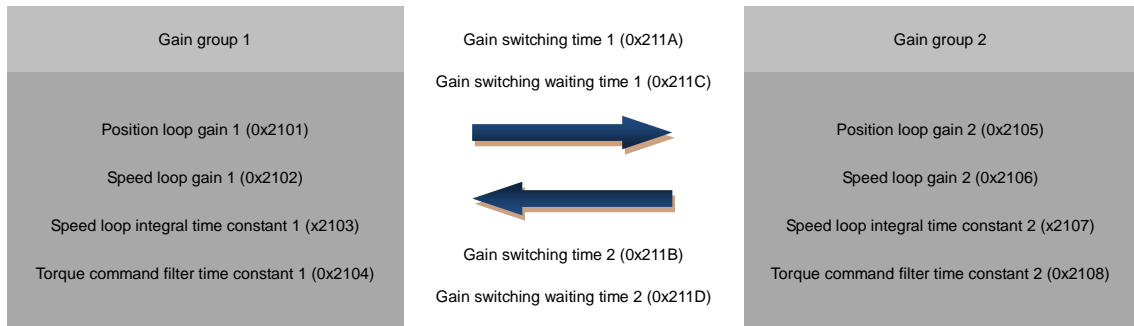 Gain group 1
Position loop gain 1 (0x2101)
Speed loop gain 1 (0x2102)
Speed loop integral time constant 1 (x2103)
Torque command filter time constant 1 (0x2104)
Gain switching time 1 (0x211A)
Gain switching waiting time 1 (0x211C)
Gain switching time 2 (0x211B)
Gain switching waiting time 2 (0x211D)
Gain group 2
Position loop gain 2 (0x2105)
Speed loop gain 2 (0x2106)
Speed loop integral time constant 2 (x2107)
Torque command filter time constant 2 (0x2108)